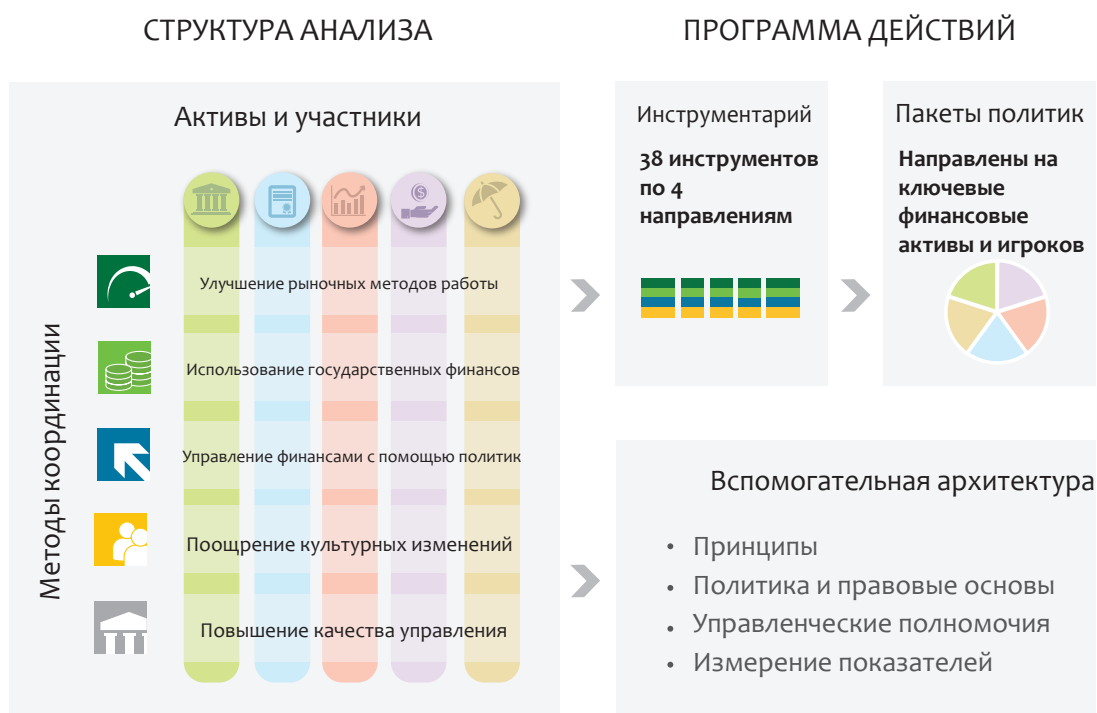 СТРУКТУРА АНАЛИЗА
Активы и участники
Методы координации
Улучшение рыночных методов работы
Использование государственных финансов
Управление финансами с помощью политик
Поощрение культурных изменений
Повышение качества управления
ПРОГРАММА ДЕЙСТВИЙ
Инструментарий
38 инструментов
по 4
направлениям
Пакеты политик
Направлены на
ключевые
финансовые
активы и игроков
Вспомогательная архитектура
• Принципы
• Политика и правовые основы
• Управленческие полномочия
• Измерение показателей